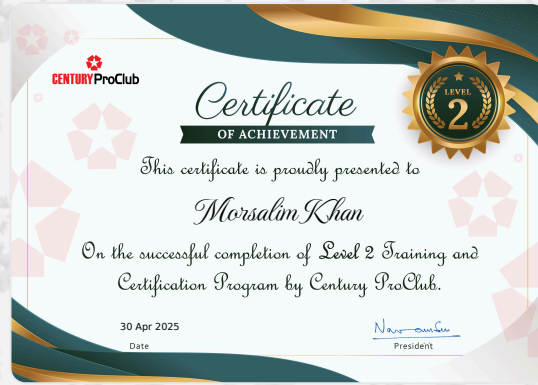 CENTURY ProClub
LEVEL
2
Certificate
OF ACHIEVEMENT
This certificate is proudly presented to
Morsalim Khan
On the successful completion of Level 2 Training and
Certification Program by Century ProClub.
30 Apr 2025
Date
President